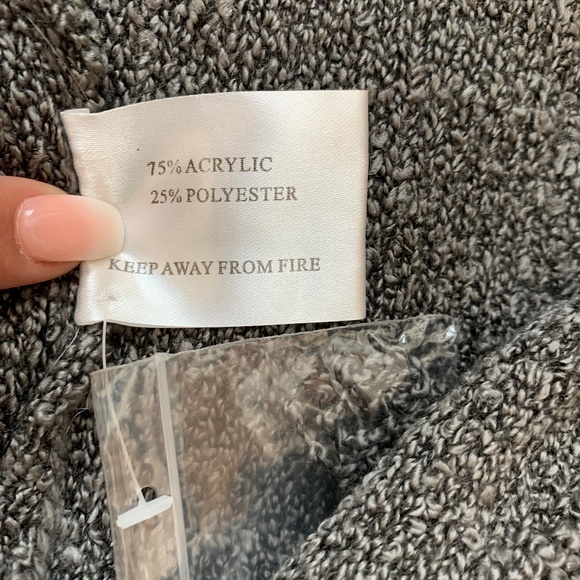 75% ACRYLIC
25% POLYESTER
KEEP AWAY FROM FIRE